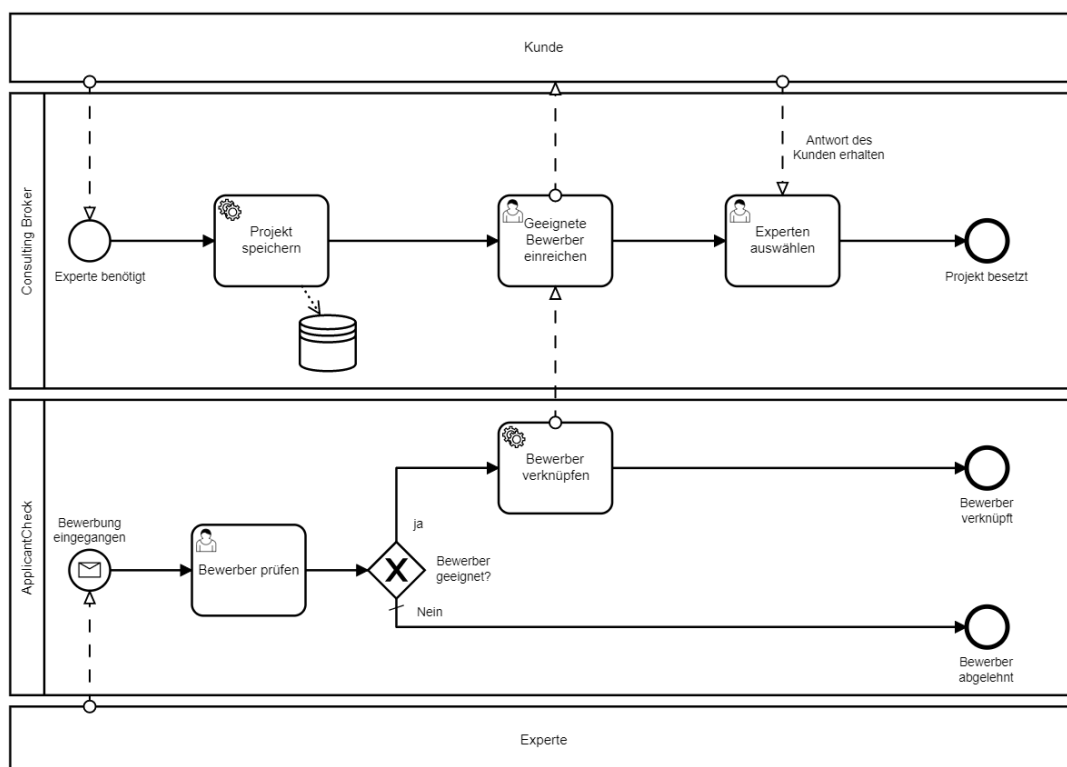 Kunde
Consulting Broker
Antwort des
Kunden erhalten
Projekt
speichern
Geeignete
Bewerber
einreichen
Experten
auswählen
Experte benötigt
Projekt besetzt
ApplicantCheck
Bewerber
verknüpfen
Bewerber
verknüpft
Bewerbung
eingegangen
ja
Bewerber prüfen
X
Bewerber
geeignet?
Nein
Bewerber
abgelehnt
Experte